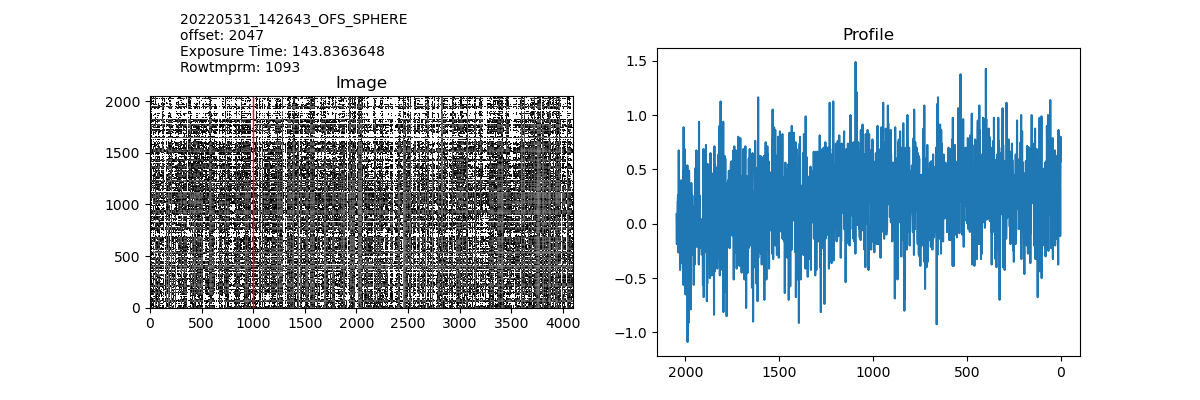 20220531_142643_OFS_SPHERE
offset: 2047
Exposure Time: 143.8363648
Rowtmprm: 1093
Image
2000
1500
1000
500
0
0 500 1000 1500 2000 2500 3000 3500 4000
Profile
1.5
1.0
0.5
0.0
−0.5
−1.0
2000 1500 1000 500 0